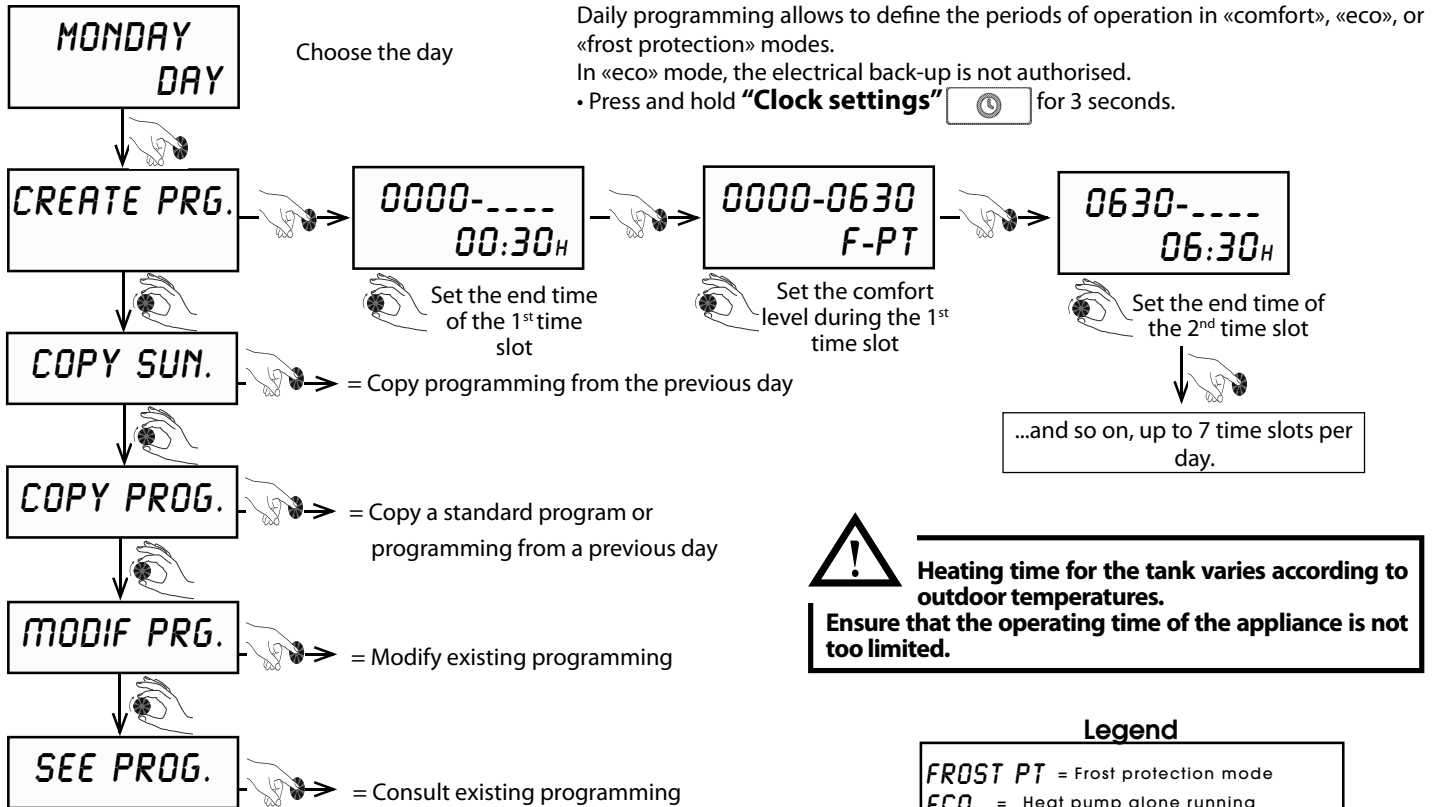 MONDAY
DAY
Choose the day
Daily programming allows to define the periods of operation in «comfort», «eco», or
«frost protection» modes.
In «eco» mode, the electrical back-up is not authorised.
• Press and hold "Clock settings" for 3 seconds.
CREATE PRG.
0000-____
00:30H
Set the end time
of the 1st time
slot
0000-0630
F-PT
Set the comfort
level during the 1st
time slot
0630-____
06:30H
Set the end time of
the 2nd time slot
...and so on, up to 7 time slots per
day.
COPY SUN.
= Copy programming from the previous day
COPY PROG.
= Copy a standard program or
programming from a previous day
MODIF PRG.
= Modify existing programming
SEE PROG.
= Consult existing programming
!
Heating time for the tank varies according to
outdoor temperatures.
Ensure that the operating time of the appliance is not
too limited.
Legend
FROST PT = Frost protection mode
ECO = Heat pump alone running